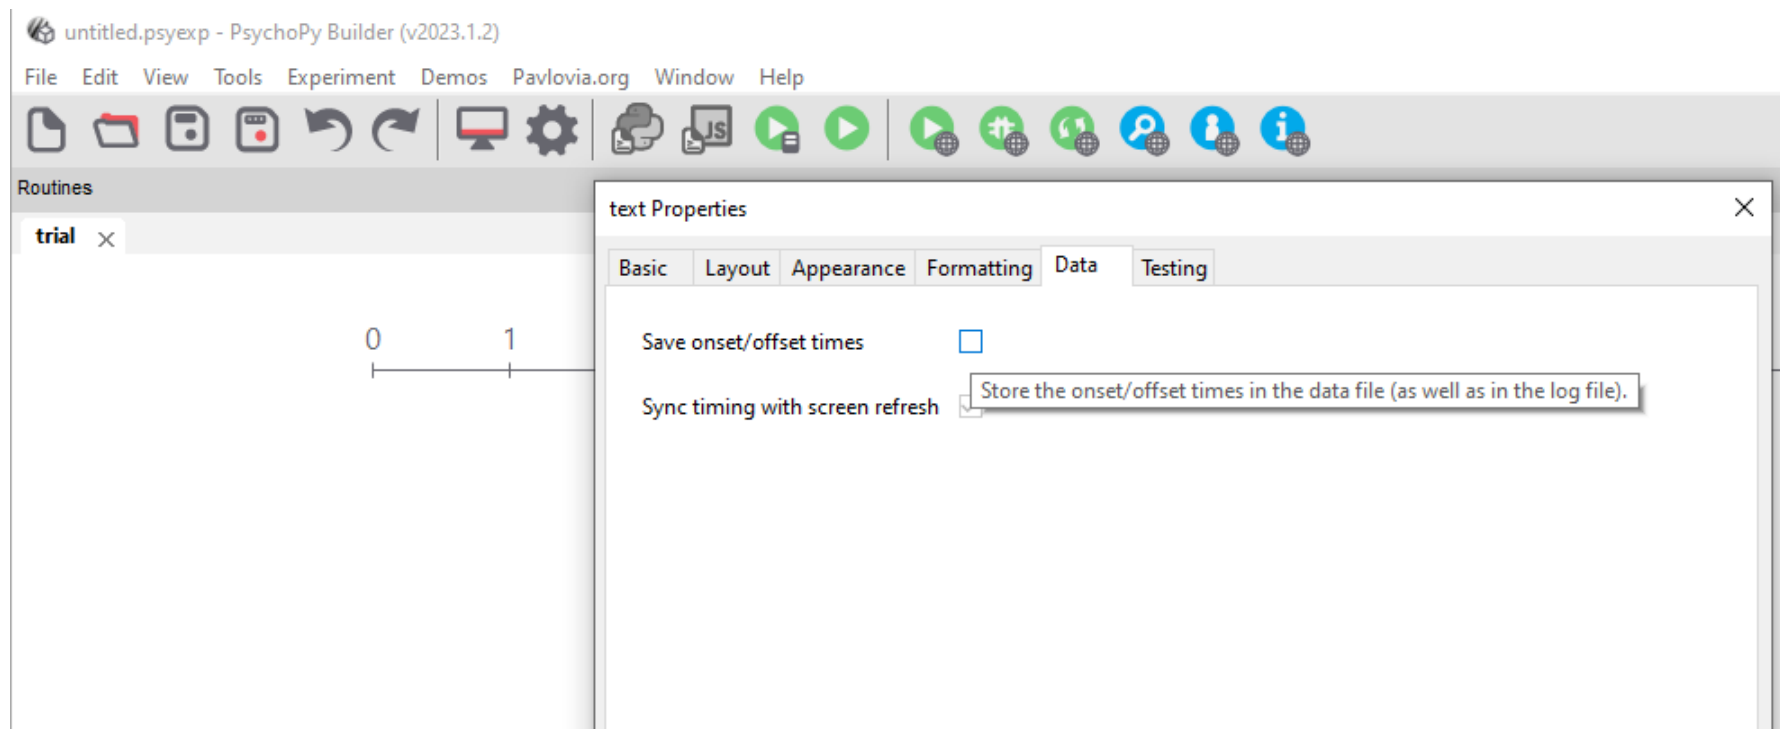 untitled.psyexp - PsychoPy Builder (v2023.1.2)
File Edit View Tools Experiment Demos Pavlovia.org Window Help
JS
Routines
text Properties
trial
Basic Layout Appearance Formatting Data Testing
0 1
Save onset/offset times
Store the onset/offset times in the data file (as well as in the log file).
Sync timing with screen refresh